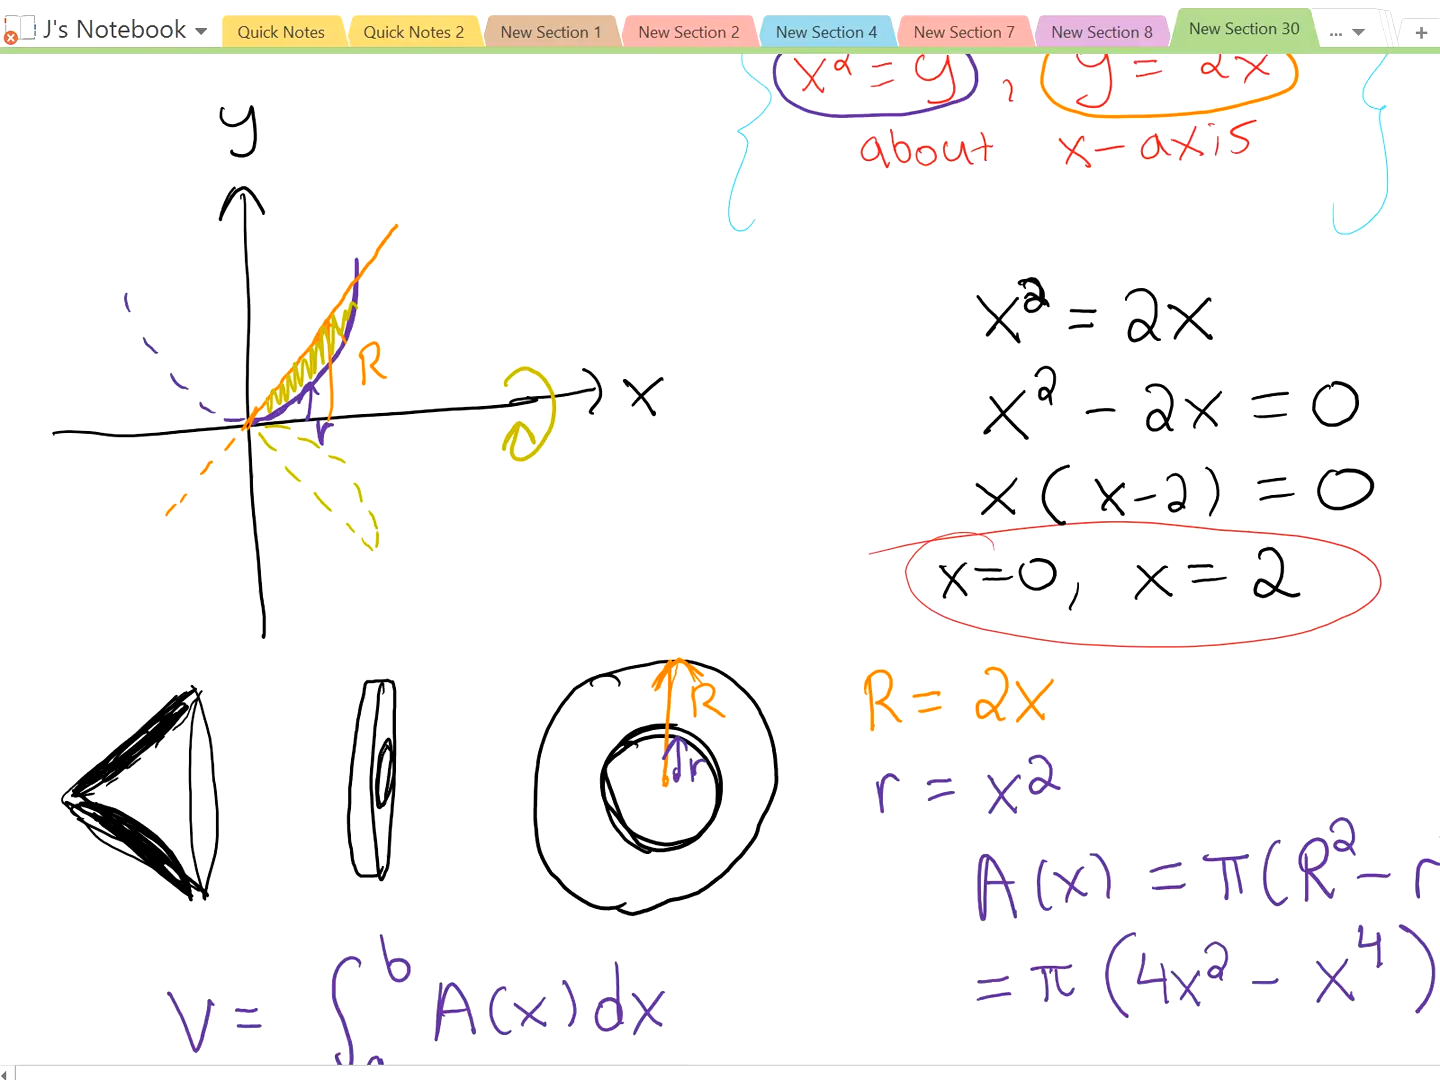 J's Notebook
Quick Notes
Quick Notes 2
New Section 1
New Section 2
New Section 4
New Section 7
New Section 8
New Section 30
...
+
x² = y , y = 2x
about x-axis
y
R
r
x
x² = 2x
x² - 2x = 0
x(x-2) = 0
x=0, x=2
R
r
R = 2x
r = x²
A(x) = π(R² - r
= π(4x² - x⁴)
V = ∫ₐᵇ A(x)dx